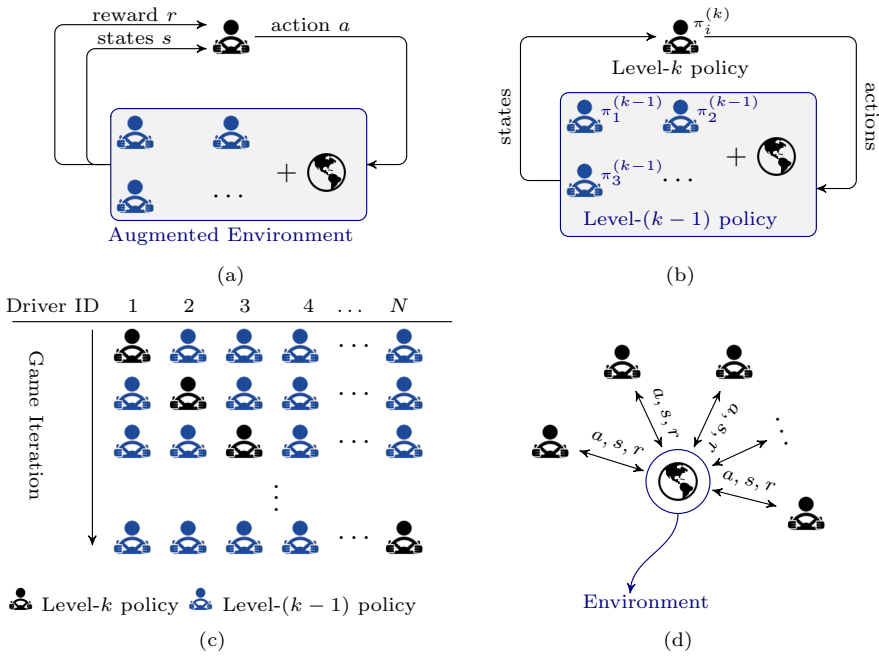 reward r
states s
action a
+
...
Augmented Environment
(a)
π_i^(k)
Level-k policy
states
actions
π_1^(k−1) π_2^(k−1)
+
π_3^(k−1) ...
Level-(k − 1) policy
(b)
Driver ID 1 2 3 4 ... N
Game Iteration
...
...
...
⋮
...
Level-k policy Level-(k − 1) policy
(c)
a, s, r
a, s, r
a, s, r
...
a, s, r
Environment
(d)